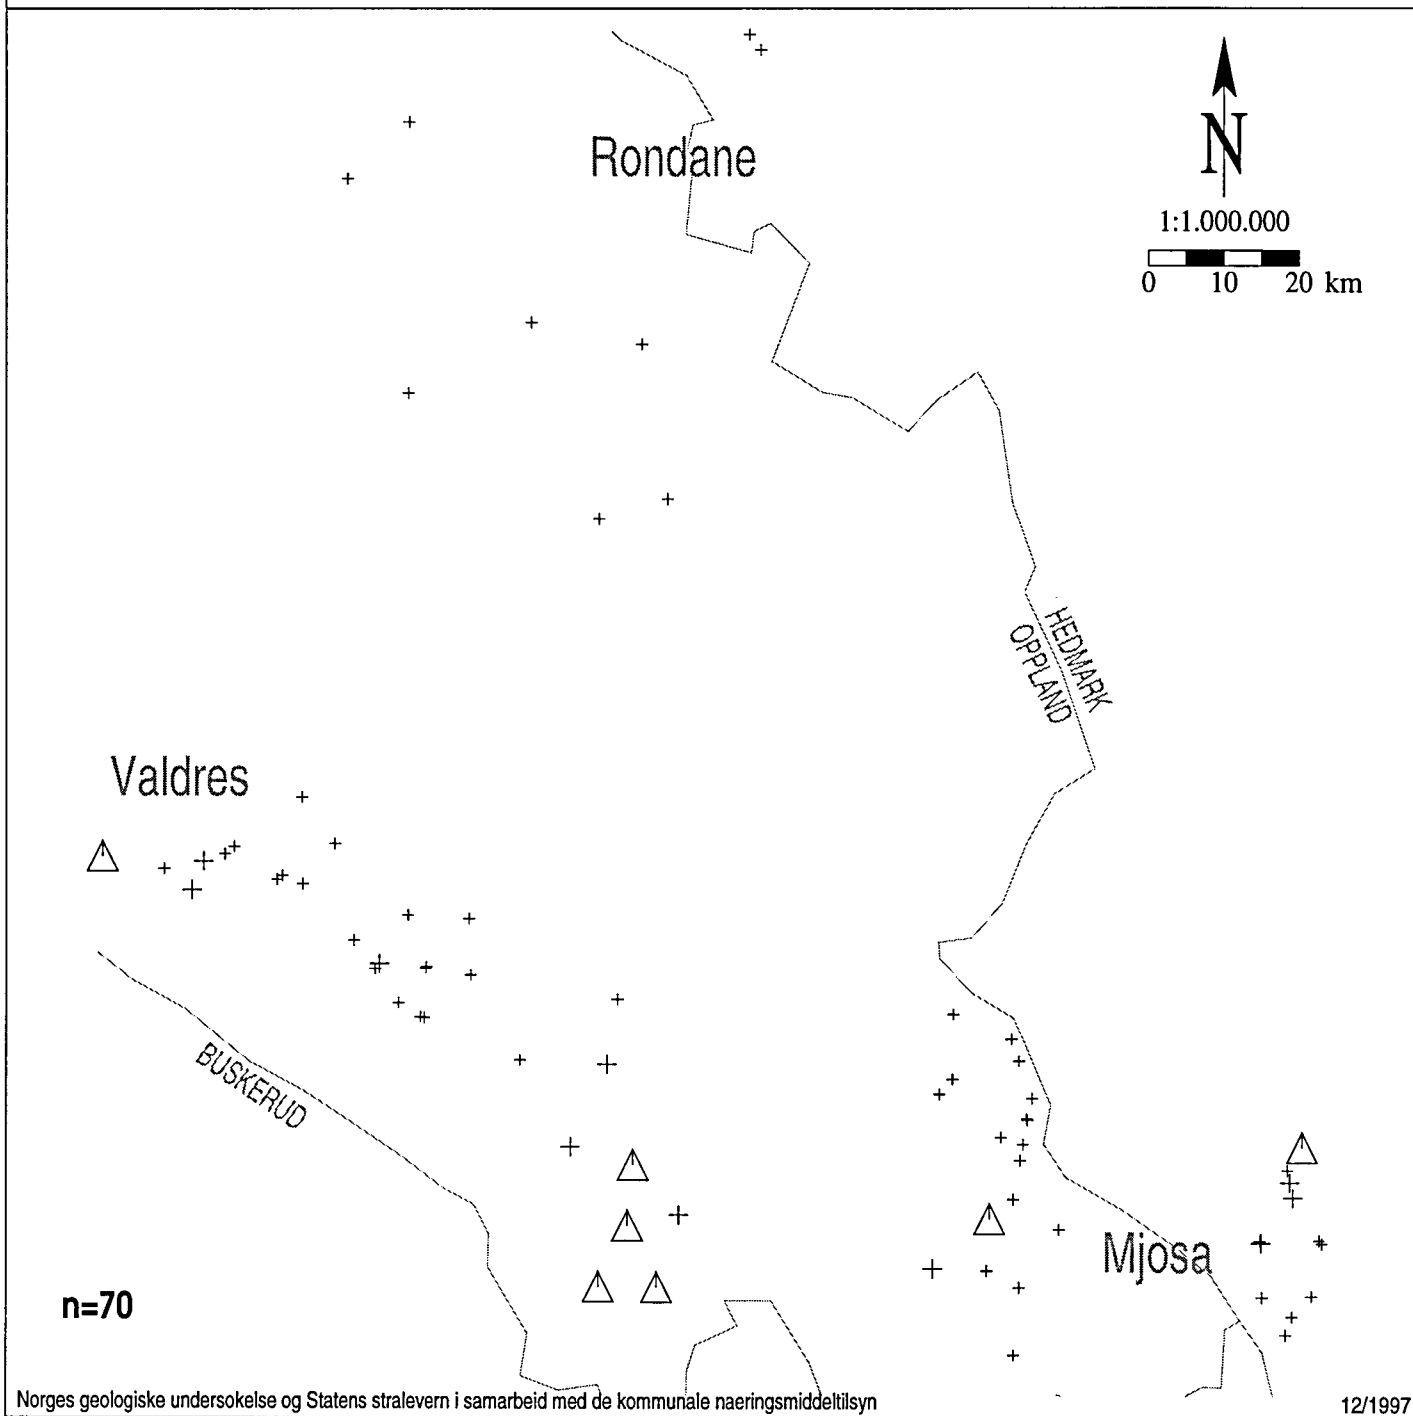 Rondane
N
1:1.000.000
0 10 20 km
HEDMARK
OPPLAND
Valdres
BUSKERUD
Mjosa
n=70
Norges geologiske undersokelse og Statens stralevern i samarbeid med de kommunale naeringsmiddeltilsyn 12/1997